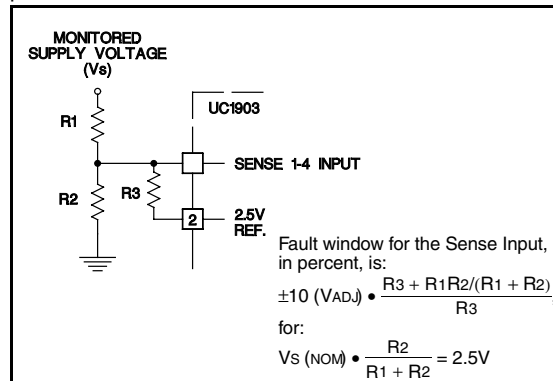 MONITORED
SUPPLY VOLTAGE
(Vs)
UC1903
R1
SENSE 1-4 INPUT
R2
R3
2
2.5V
REF.
Fault window for the Sense Input,
in percent, is:
±10 (VADJ) • R3 + R1R2/(R1 + R2) / R3,
for:
VS (NOM) • R2 / R1 + R2 = 2.5V